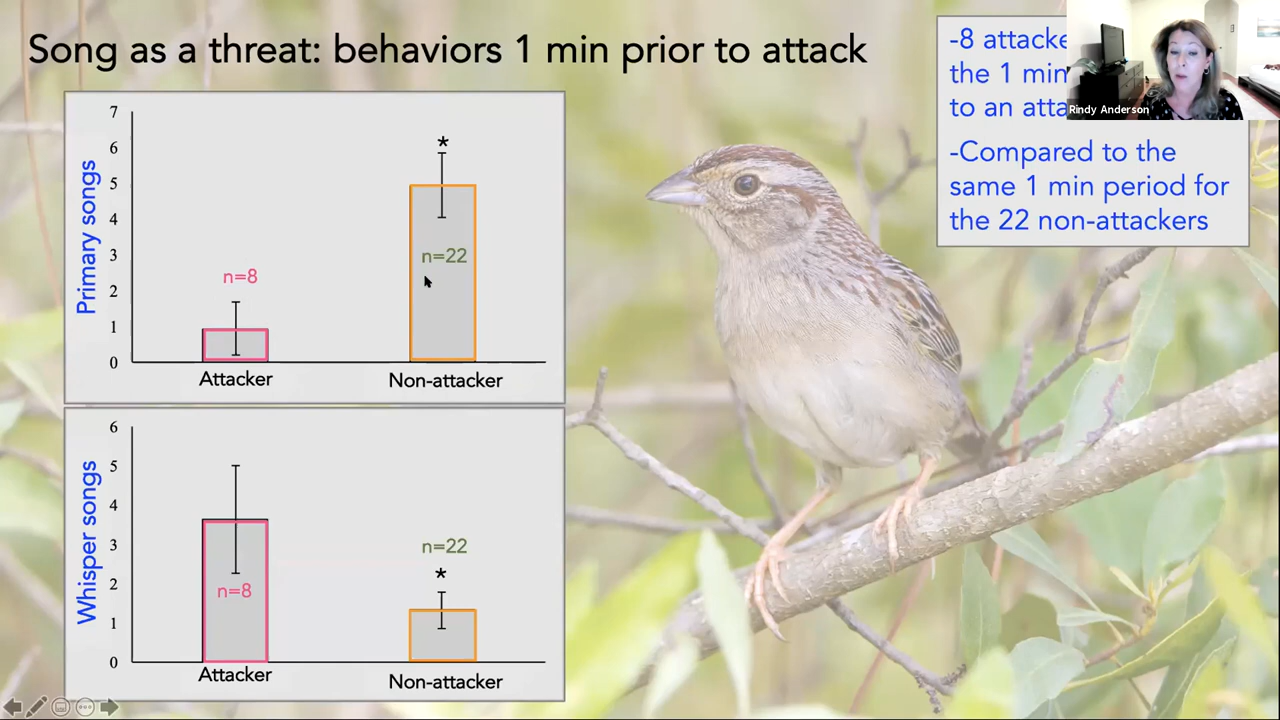 Song as a threat: behaviors 1 min prior to attack
7
6
5
4
3
2
1
0
Primary songs
n=8
*
n=22
Attacker
Non-attacker
6
5
4
3
2
1
0
Whisper songs
n=8
n=22
*
Attacker
Non-attacker
-8
the 1
to an
-Compared to the
same 1 min period for
the 22 non-attackers
Rindy Anderson